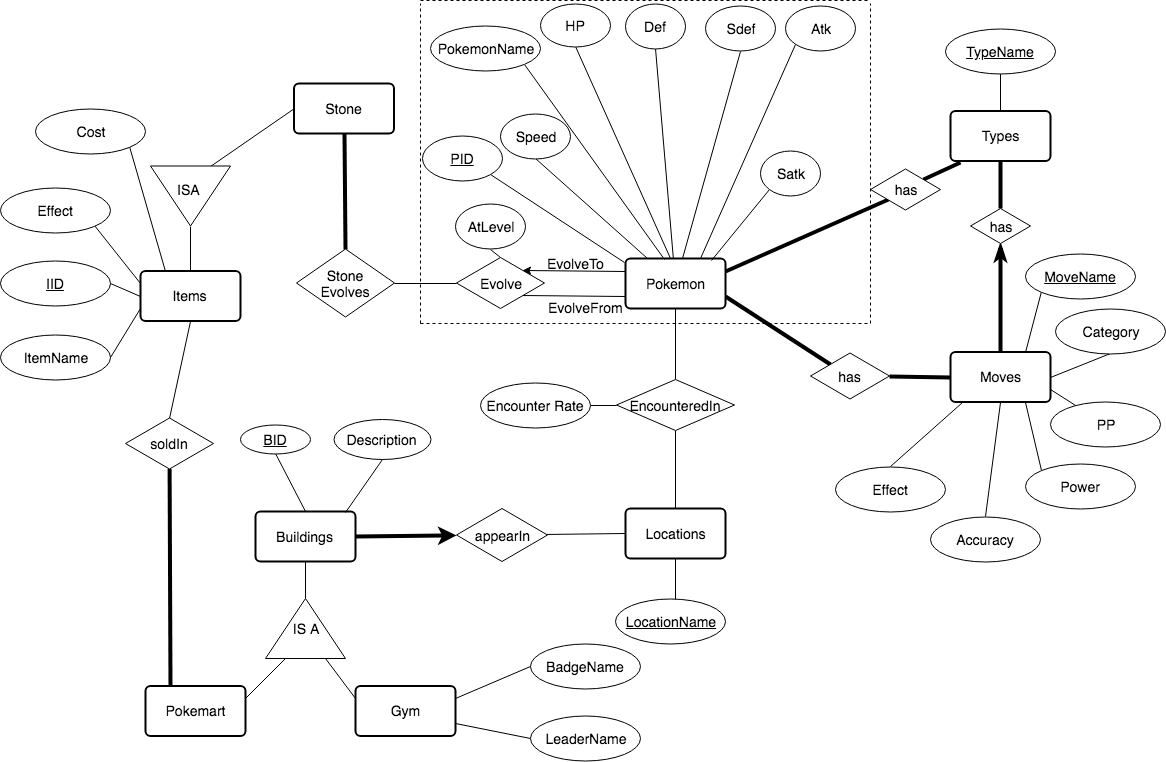 HP
Def
Sdef
Atk
PokemonName
TypeName
Stone
Cost
Speed
Types
PID
Satk
ISA
has
Effect
AtLevel
has
EvolveTo
Stone
Evolves
Evolve
Pokemon
MoveName
IID
Items
EvolveFrom
Category
ItemName
has
Moves
Encounter Rate
EncounteredIn
PP
soldIn
BID
Description
Effect
Power
Buildings
appearIn
Locations
Accuracy
LocationName
IS A
BadgeName
Pokemart
Gym
LeaderName